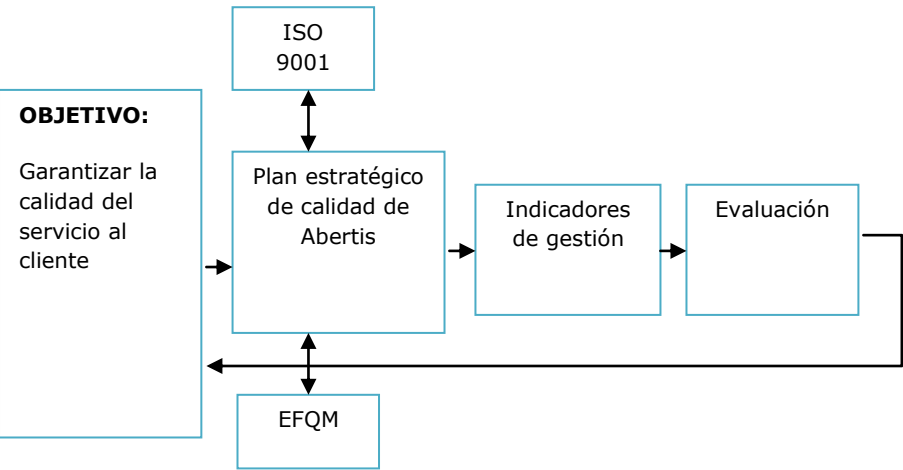 ISO
9001
OBJETIVO:
Garantizar la
calidad del
servicio al
cliente
Plan estratégico
de calidad de
Abertis
Indicadores
de gestión
Evaluación
EFQM